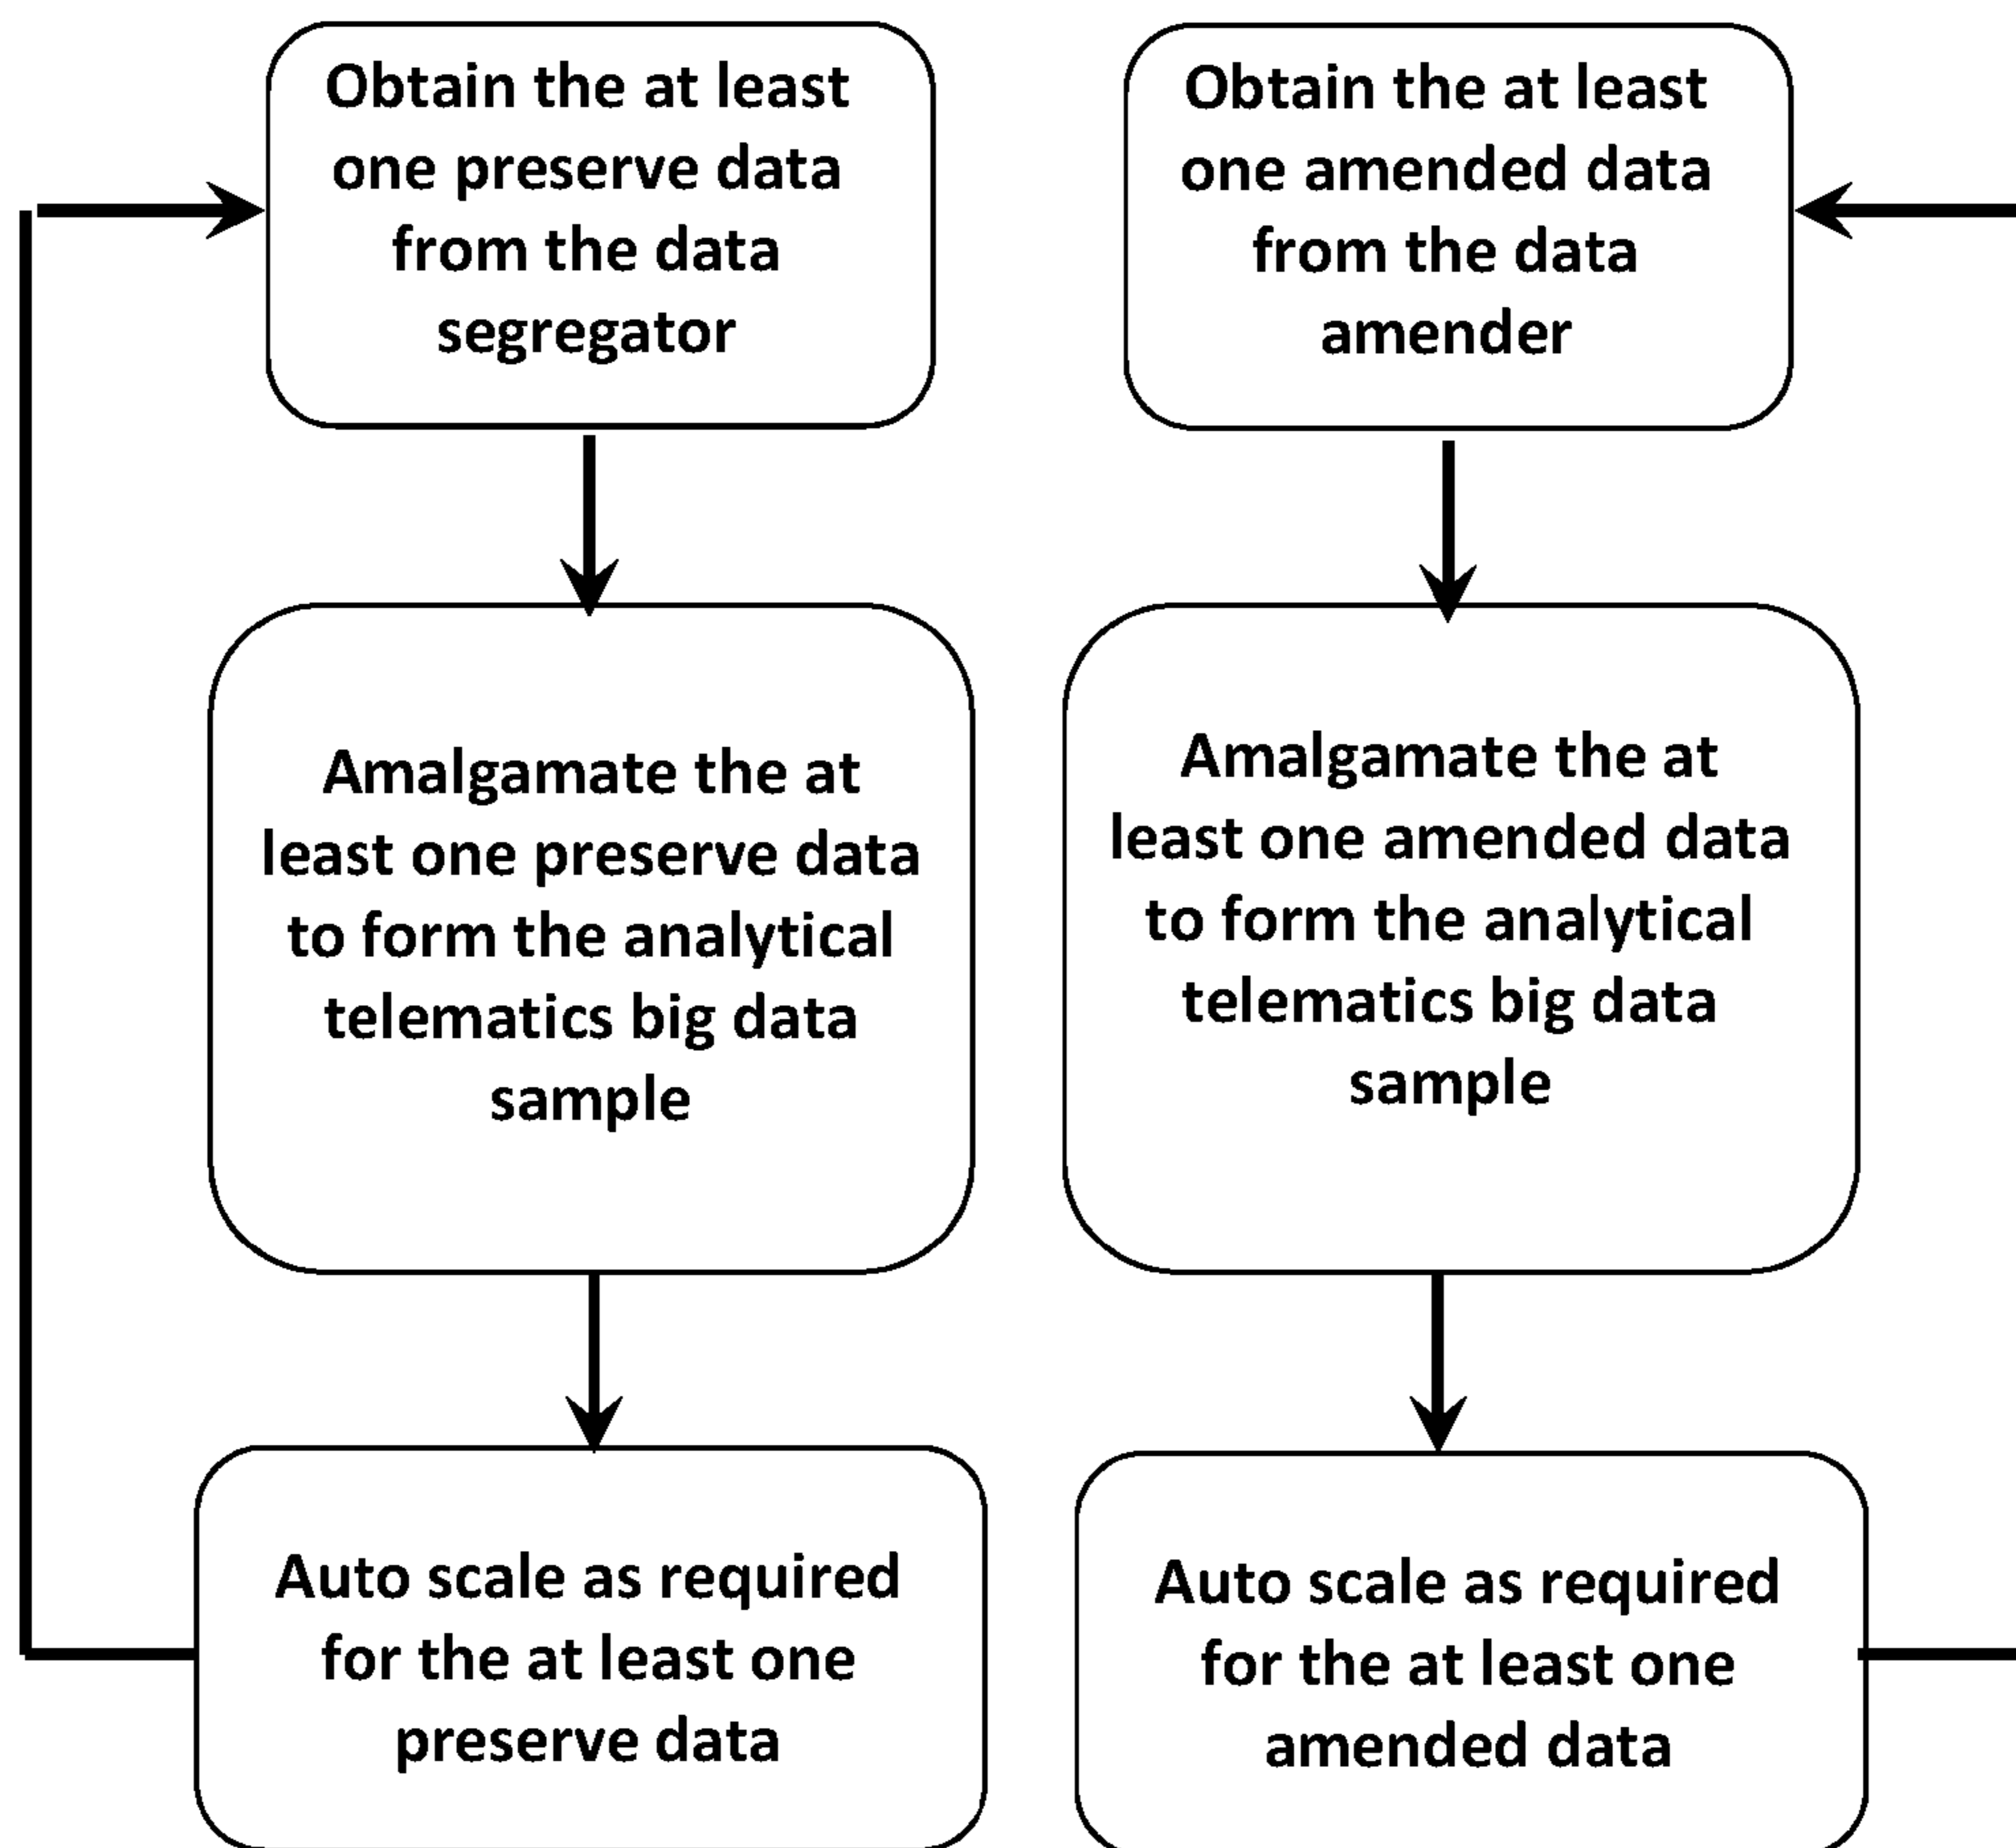 Obtain the at least
one preserve data
from the data
segregator
Obtain the at least
one amended data
from the data
amender
Amalgamate the at
least one preserve data
to form the analytical
telematics big data
sample
Amalgamate the at
least one amended data
to form the analytical
telematics big data
sample
Auto scale as required
for the at least one
preserve data
Auto scale as required
for the at least one
amended data